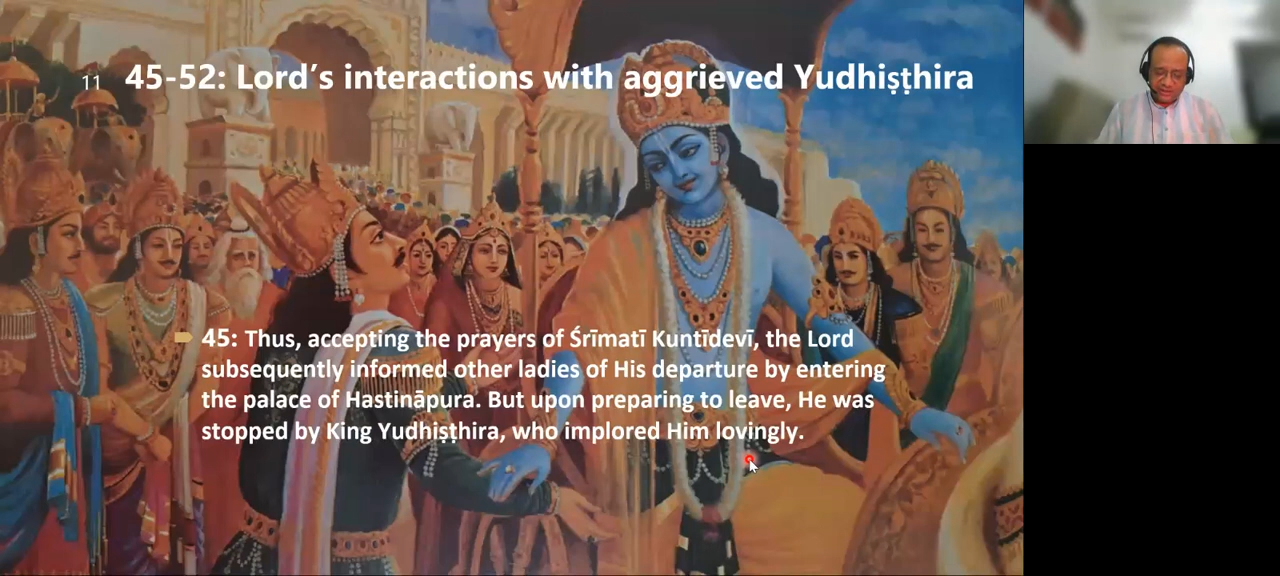 11 45-52: Lord’s interactions with aggrieved Yudhiṣṭhira
45: Thus, accepting the prayers of Śrīmatī Kuntīdevī, the Lord
subsequently informed other ladies of His departure by entering
the palace of Hastināpura. But upon preparing to leave, He was
stopped by King Yudhiṣṭhira, who implored Him lovingly.